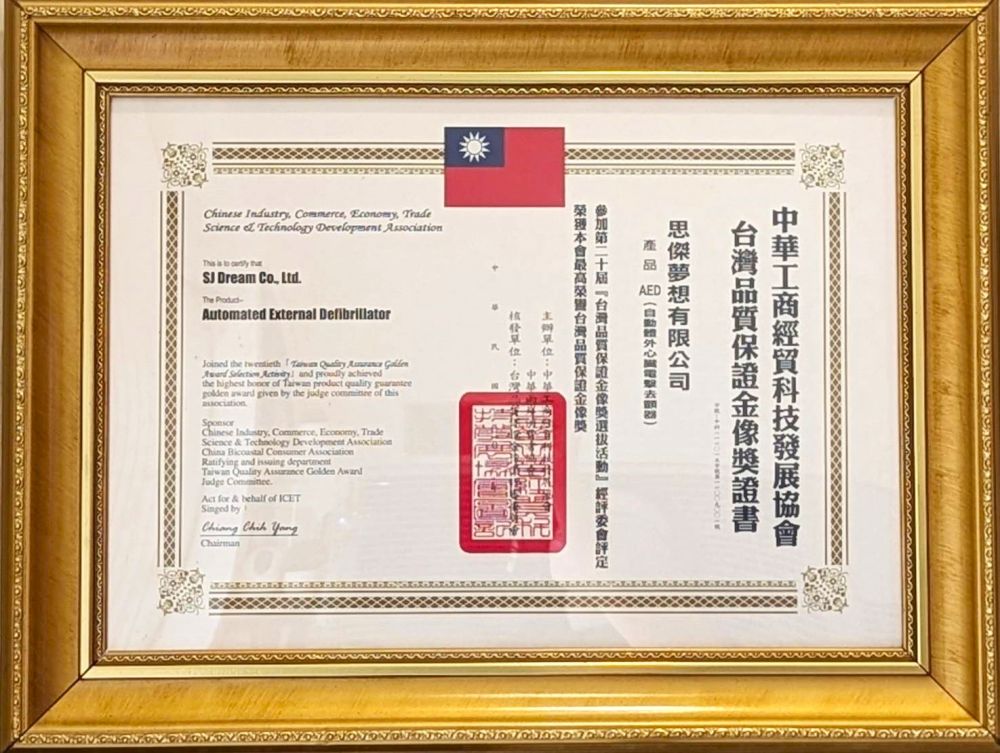 Chinese Industry, Commerce, Economy, Trade
Science & Technology Development Association
This is to certify that
SJ Dream Co., Ltd.
The Product--
Automated External Defibrillator
Joined the twentieth「Taiwan Quality Assurance Golden
Award Selection Activity」and proudly achieved
the highest honor of Taiwan product quality guarantee
golden award given by the judge committee of this
association.
Sponsor
Chinese Industry, Commerce, Economy, Trade
Science & Technology Development Association
China Bicoastal Consumer Association
Ratifying and issuing department
Taiwan Quality Assurance Golden Award
Judge Committee.
Act for & behalf of ICET
Singed by
Chiang Chih Yang
Chairman
中華工商經貿科技發展協會
台灣品質保證金像獎證書
思傑夢想有限公司
產品 AED(自動體外心臟電擊去顫器)
參加第二十屆『台灣品質保證金像獎選拔活動』經評委會評定
榮獲本會最高榮譽台灣品質保證金像獎
主辦單位：中華
中華
核發單位：台灣
中華民國